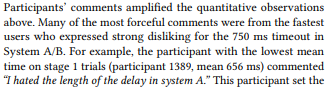 Participants' comments amplified the quantitative observations
above. Many of the most forceful comments were from the fastest
users who expressed strong disliking for the 750 ms timeout in
System A/B. For example, the participant with the lowest mean
time on stage 1 trials (participant 1389, mean 656 ms) commented
"I hated the length of the delay in system A." This participant set the